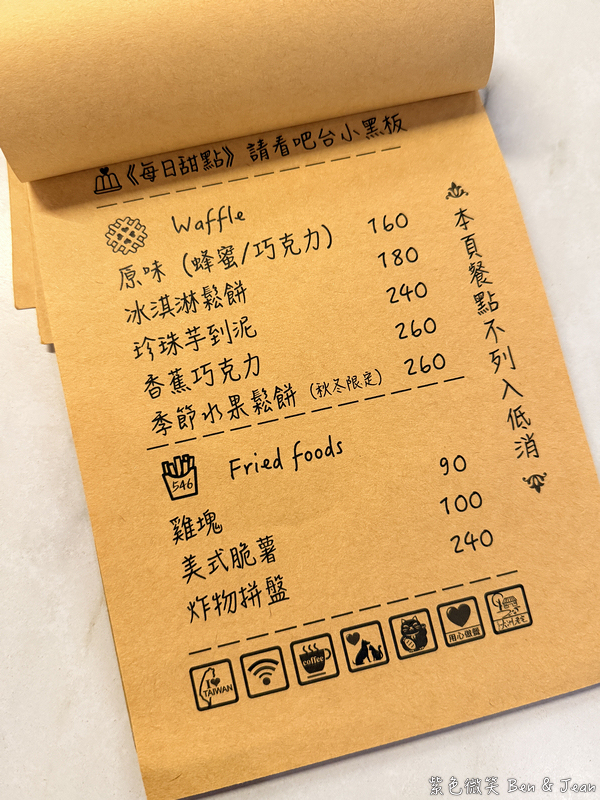 《每日甜點》 請看吧台小黑板
Waffle
原味 (蜂蜜/巧克力) 160
冰淇淋鬆餅 180
珍珠芋到泥 240
香蕉巧克力 260
季節水果鬆餅 (秋冬限定) 260
本頁餐點不列入低消
546
Fried foods
雞塊 90
美式脆薯 100
炸物拼盤 240
I ❤ TAIWAN
coffee
用心做餐
紫色微笑 Ben & Jean